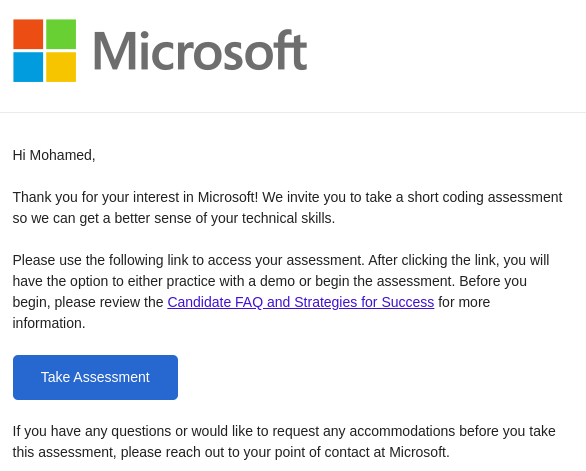 Microsoft
Hi Mohamed,
Thank you for your interest in Microsoft! We invite you to take a short coding assessment
so we can get a better sense of your technical skills.
Please use the following link to access your assessment. After clicking the link, you will
have the option to either practice with a demo or begin the assessment. Before you
begin, please review the Candidate FAQ and Strategies for Success for more
information.
Take Assessment
If you have any questions or would like to request any accommodations before you take
this assessment, please reach out to your point of contact at Microsoft.